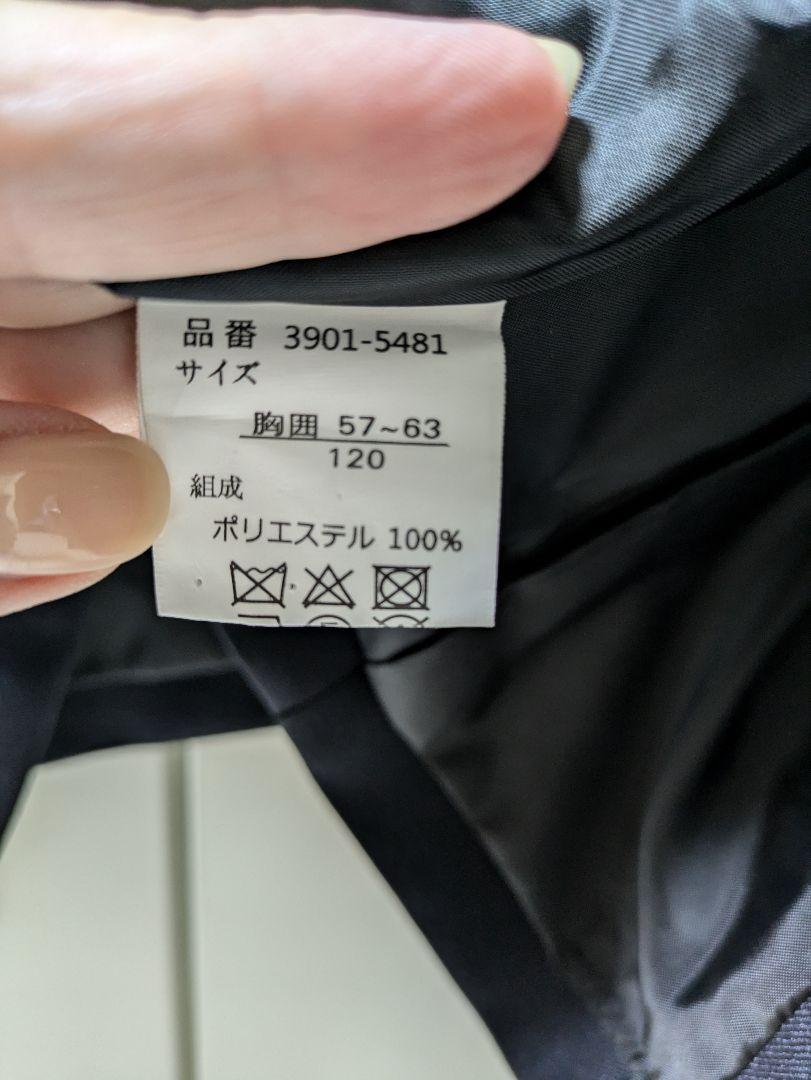 品番 3901-5481
サイズ
胸囲 57~63
120
組成
ポリエステル 100%